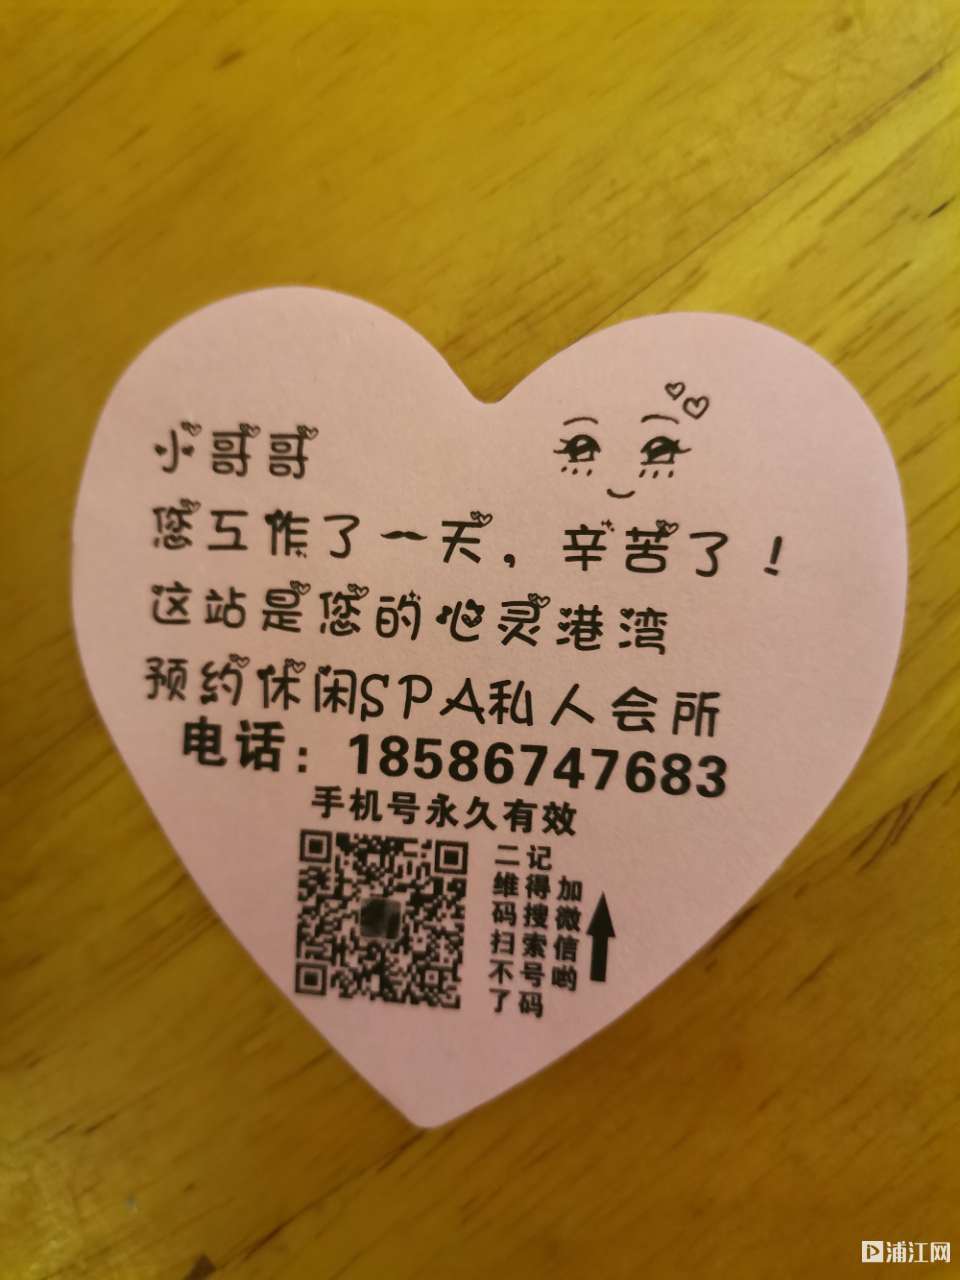 小哥哥
您工作了一天，辛苦了！
这站是您的心灵港湾
预约休闲SPA私人会所
电话：18586747683
手机号永久有效
二维码扫不了
记得搜索号码
加微信哟
浦江网